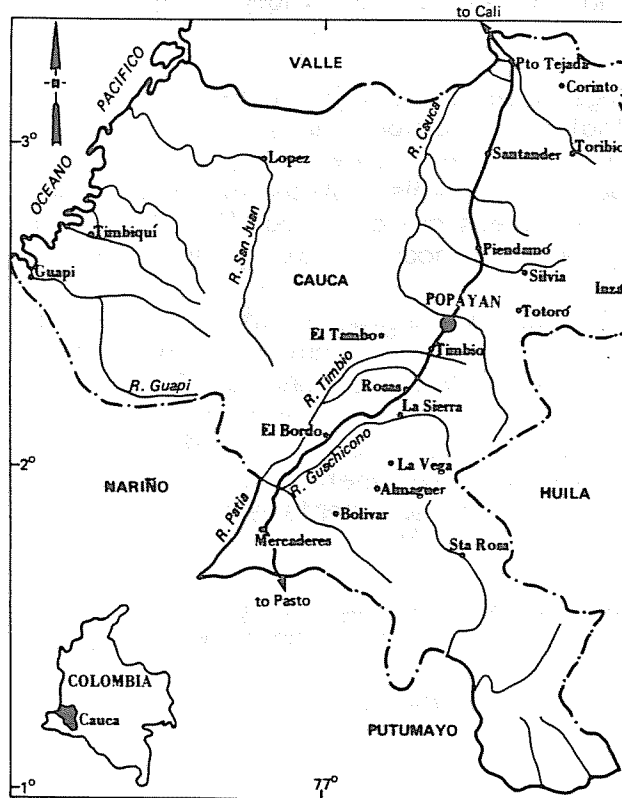 to Cali
VALLE
Pto Tejada
Corinto
OCEANO PACIFICO
R. Cauca
3°
Lopez
Santander
Toribio
Timbiquí
R. San Juan
Piendamó
Guapi
Silvia
CAUCA
Inzá
POPAYAN
Totoró
El Tambo
Timbio
R. Timbio
R. Guapi
Rosas
La Sierra
El Bordo
R. Guachicono
2°
La Vega
NARIÑO
Almaguer
HUILA
R. Patia
Bolivar
Mercaderes
Sta Rosa
to Pasto
COLOMBIA
Cauca
PUTUMAYO
1°
77°